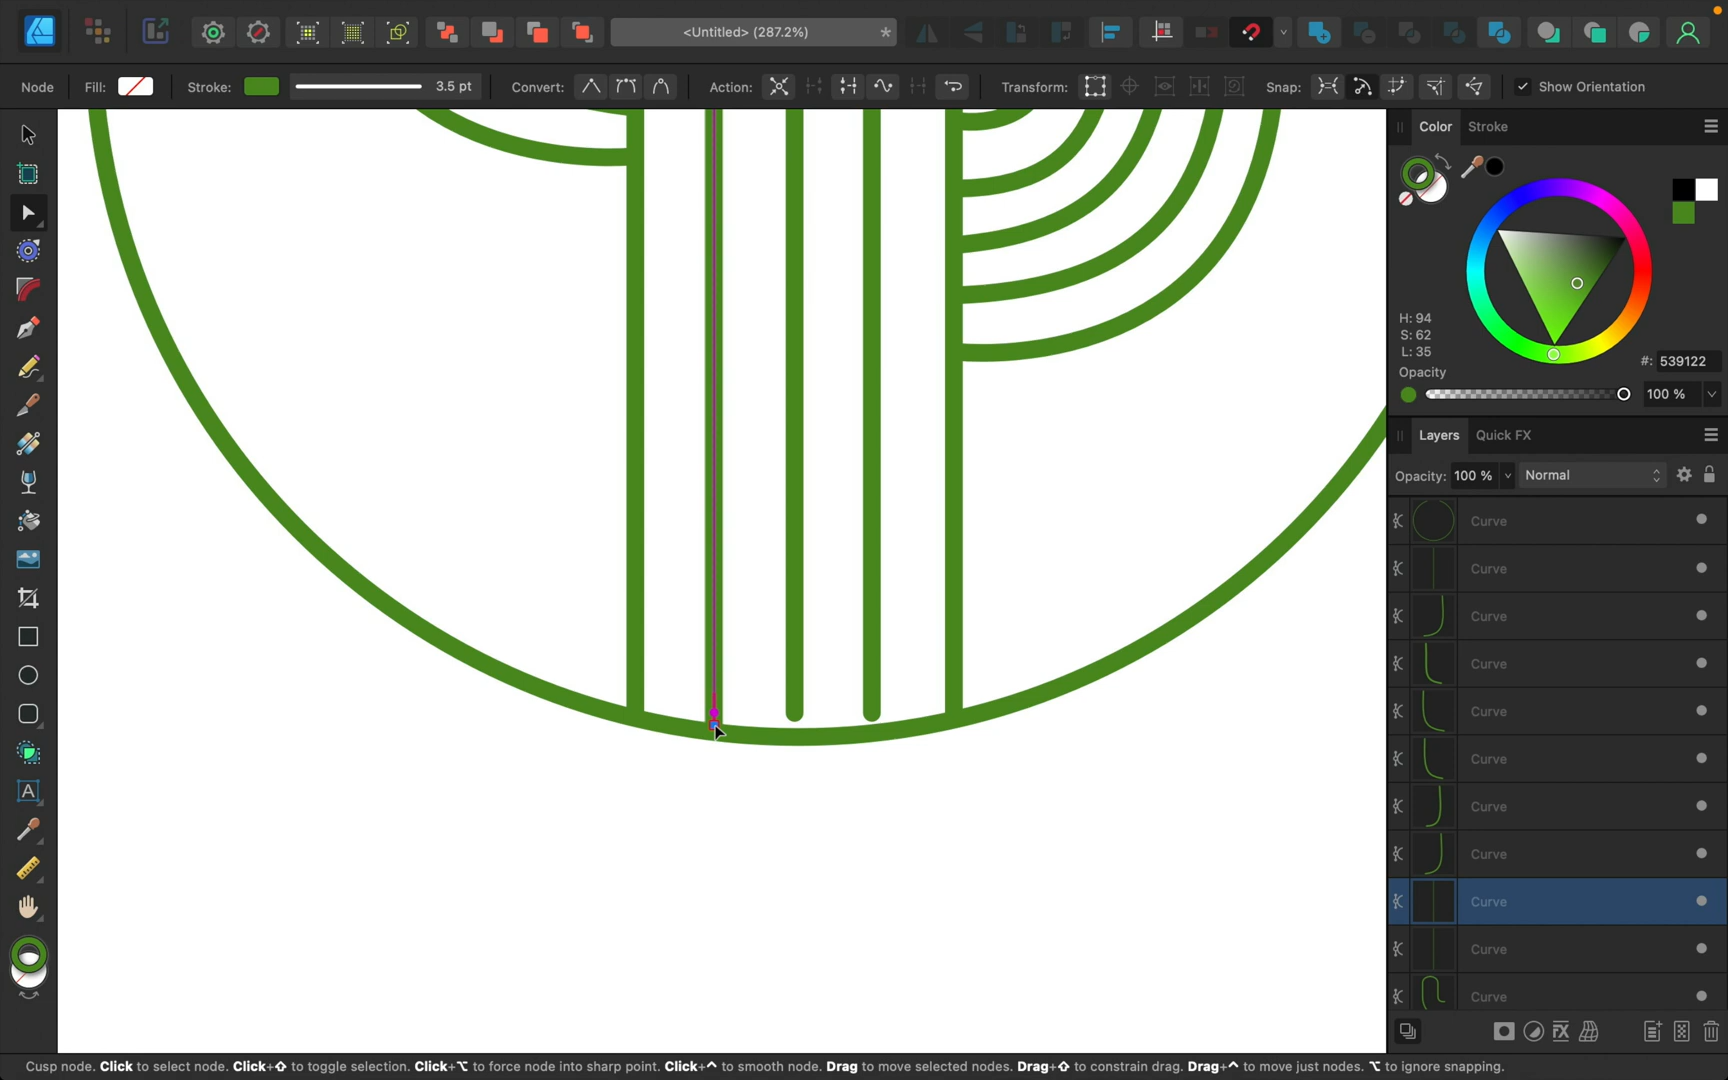 <Untitled> (287.2%)
*
Node Fill: Stroke: 3.5 pt Convert: Action: Transform: Snap: Show Orientation
Color Stroke
H: 94
S: 62
L: 35
#: 539122
Opacity
100 %
Layers Quick FX
Opacity: 100 % Normal
Curve
Curve
Curve
Curve
Curve
Curve
Curve
Curve
Curve
Curve
Curve
A
FX
Cusp node. Click to select node. Click+⇧ to toggle selection. Click+⌥ to force node into sharp point. Click+^ to smooth node. Drag to move selected nodes. Drag+⇧ to constrain drag. Drag+^ to move just nodes. ⌥ to ignore snapping.